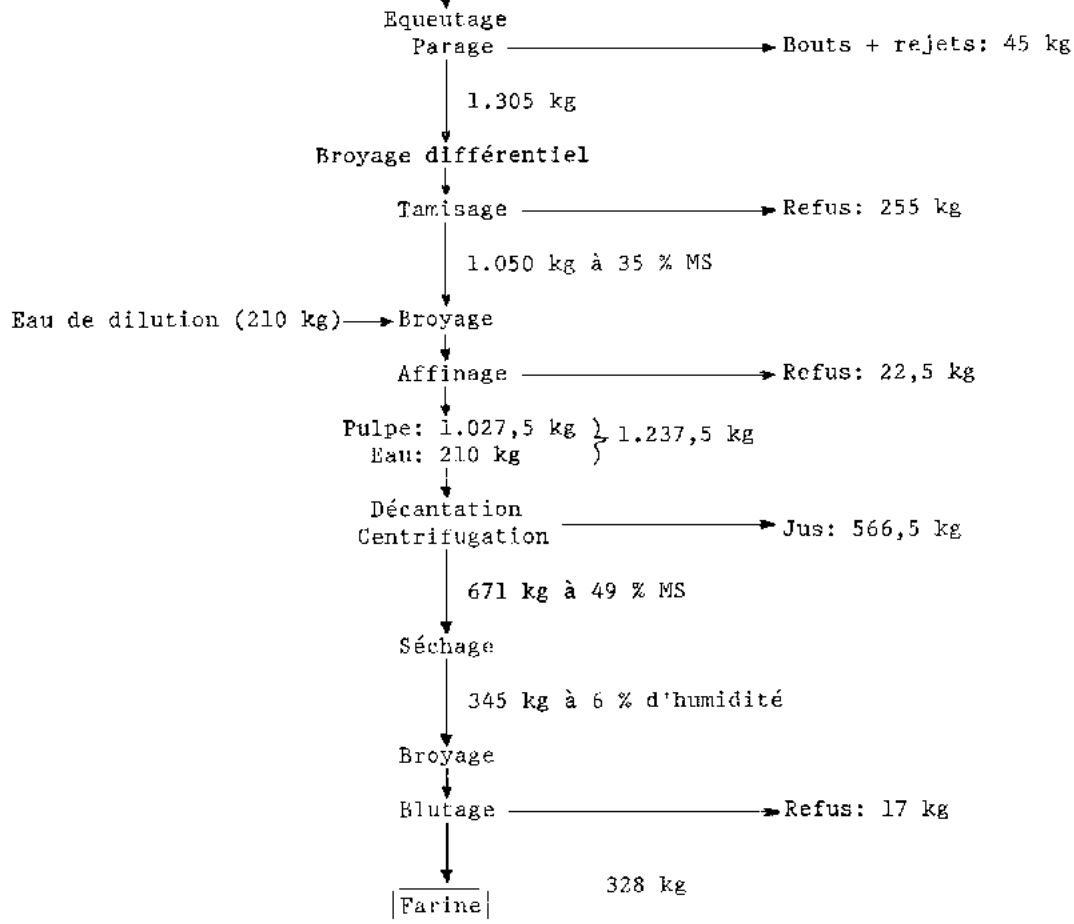 Equeutage
Parage
Bouts + rejets: 45 kg
1.305 kg
Broyage différentiel
Tamisage
Refus: 255 kg
1.050 kg à 35 % MS
Eau de dilution (210 kg)
Broyage
Affinage
Refus: 22,5 kg
Pulpe: 1.027,5 kg
1.237,5 kg
Eau: 210 kg
Décantation
Centrifugation
Jus: 566,5 kg
671 kg à 49 % MS
Séchage
345 kg à 6 % d'humidité
Broyage
Blutage
Refus: 17 kg
328 kg
Farine